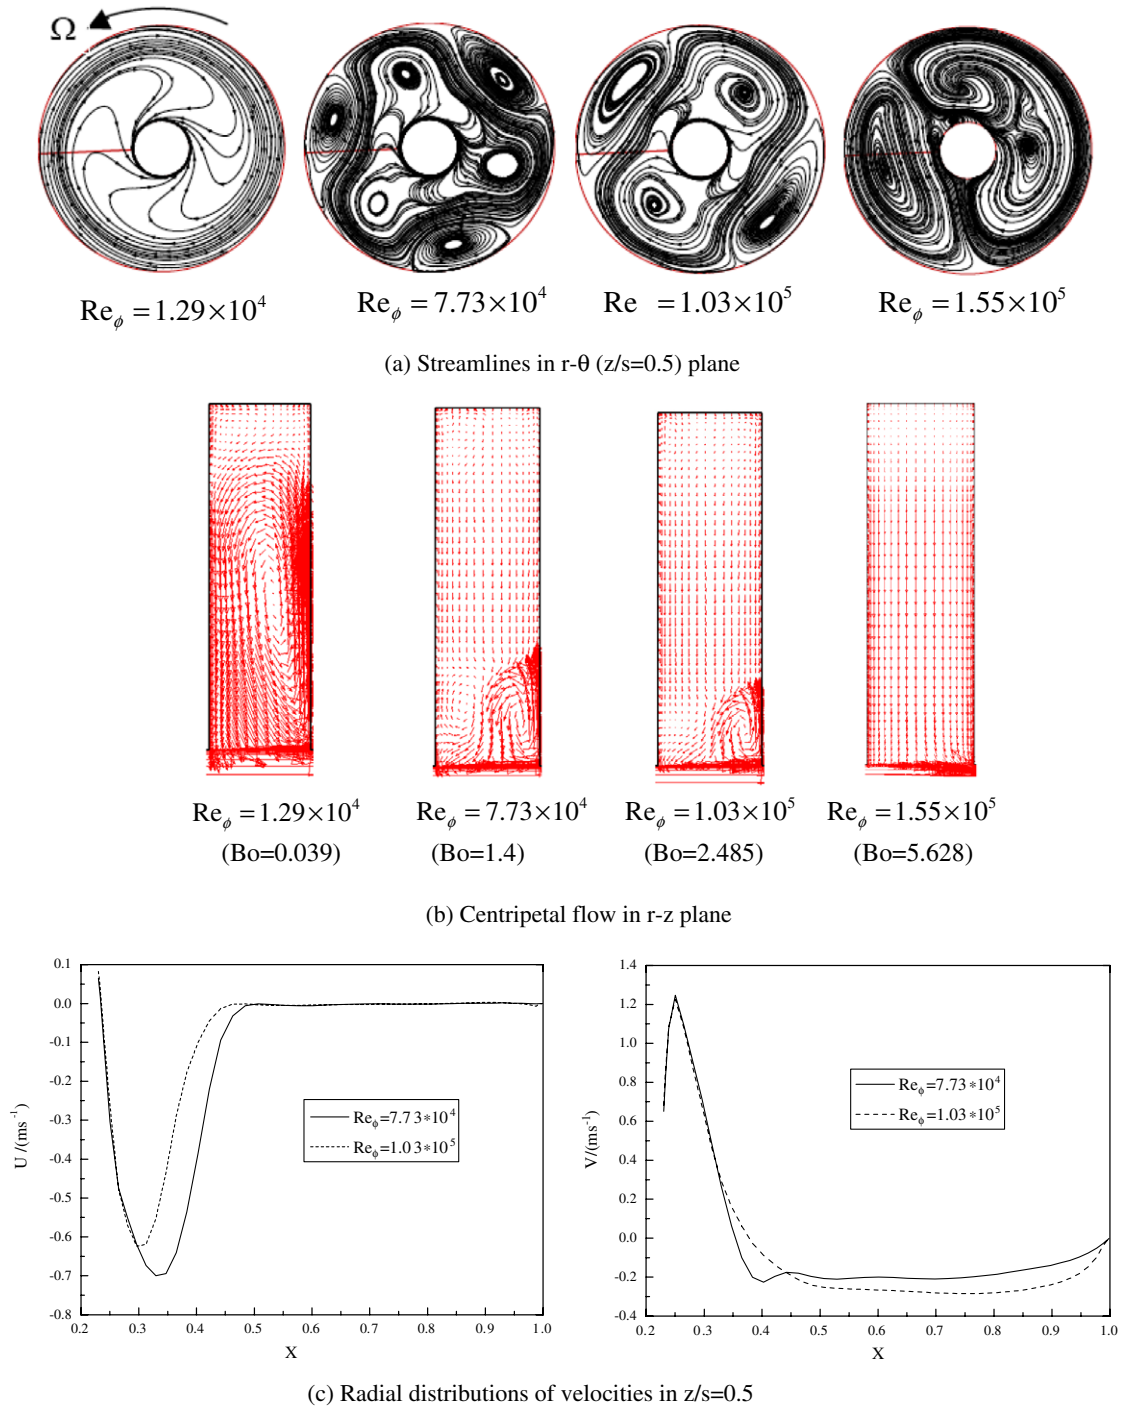 Ω
Re_ϕ = 1.29×10^4   Re_ϕ = 7.73×10^4   Re = 1.03×10^5   Re_ϕ = 1.55×10^5
(a) Streamlines in r-θ (z/s=0.5) plane
Re_ϕ = 1.29×10^4   Re_ϕ = 7.73×10^4   Re_ϕ = 1.03×10^5   Re_ϕ = 1.55×10^5
(Bo=0.039)   (Bo=1.4)   (Bo=2.485)   (Bo=5.628)
(b) Centripetal flow in r-z plane
0.1
0.0
-0.1
-0.2
-0.3
-0.4
-0.5
-0.6
-0.7
-0.8
U /(ms^-1)
Re_ϕ=7.73*10^4
Re_ϕ=1.03*10^5
0.2 0.3 0.4 0.5 0.6 0.7 0.8 0.9 1.0
X
1.4
1.2
1.0
0.8
0.6
0.4
0.2
0.0
-0.2
-0.4
V/(ms^-1)
Re_ϕ=7.73*10^4
Re_ϕ=1.03*10^5
0.2 0.3 0.4 0.5 0.6 0.7 0.8 0.9 1.0
X
(c) Radial distributions of velocities in z/s=0.5